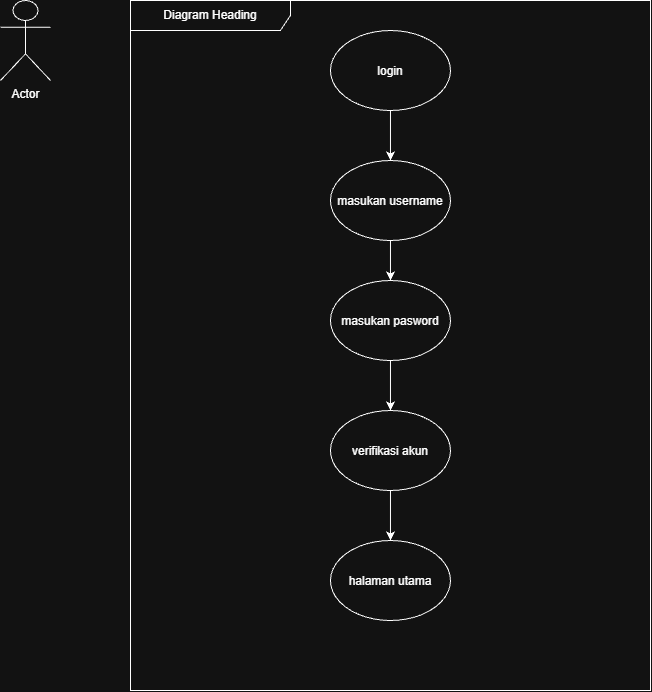 Diagram Heading
Actor
login
masukan username
masukan pasword
verifikasi akun
halaman utama